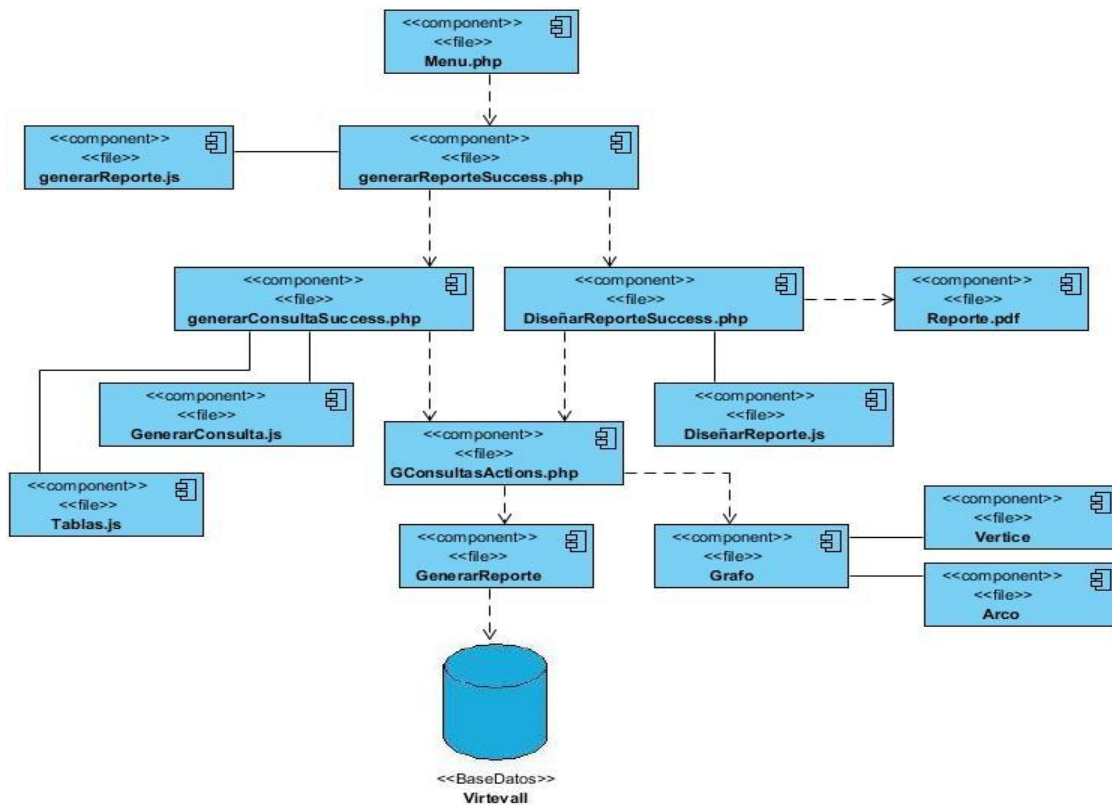 <<component>>
<<file>>
Menu.php
<<component>>
<<file>>
generarReporte.js
<<component>>
<<file>>
generarReporteSuccess.php
<<component>>
<<file>>
generarConsultaSuccess.php
<<component>>
<<file>>
DiseñarReporteSuccess.php
<<component>>
<<file>>
Reporte.pdf
<<component>>
<<file>>
GenerarConsulta.js
<<component>>
<<file>>
DiseñarReporte.js
<<component>>
<<file>>
GConsultasActions.php
<<component>>
<<file>>
Tablas.js
<<component>>
<<file>>
Vertice
<<component>>
<<file>>
GenerarReporte
<<component>>
<<file>>
Grafo
<<component>>
<<file>>
Arco
<<BaseDatos>>
Virtevall